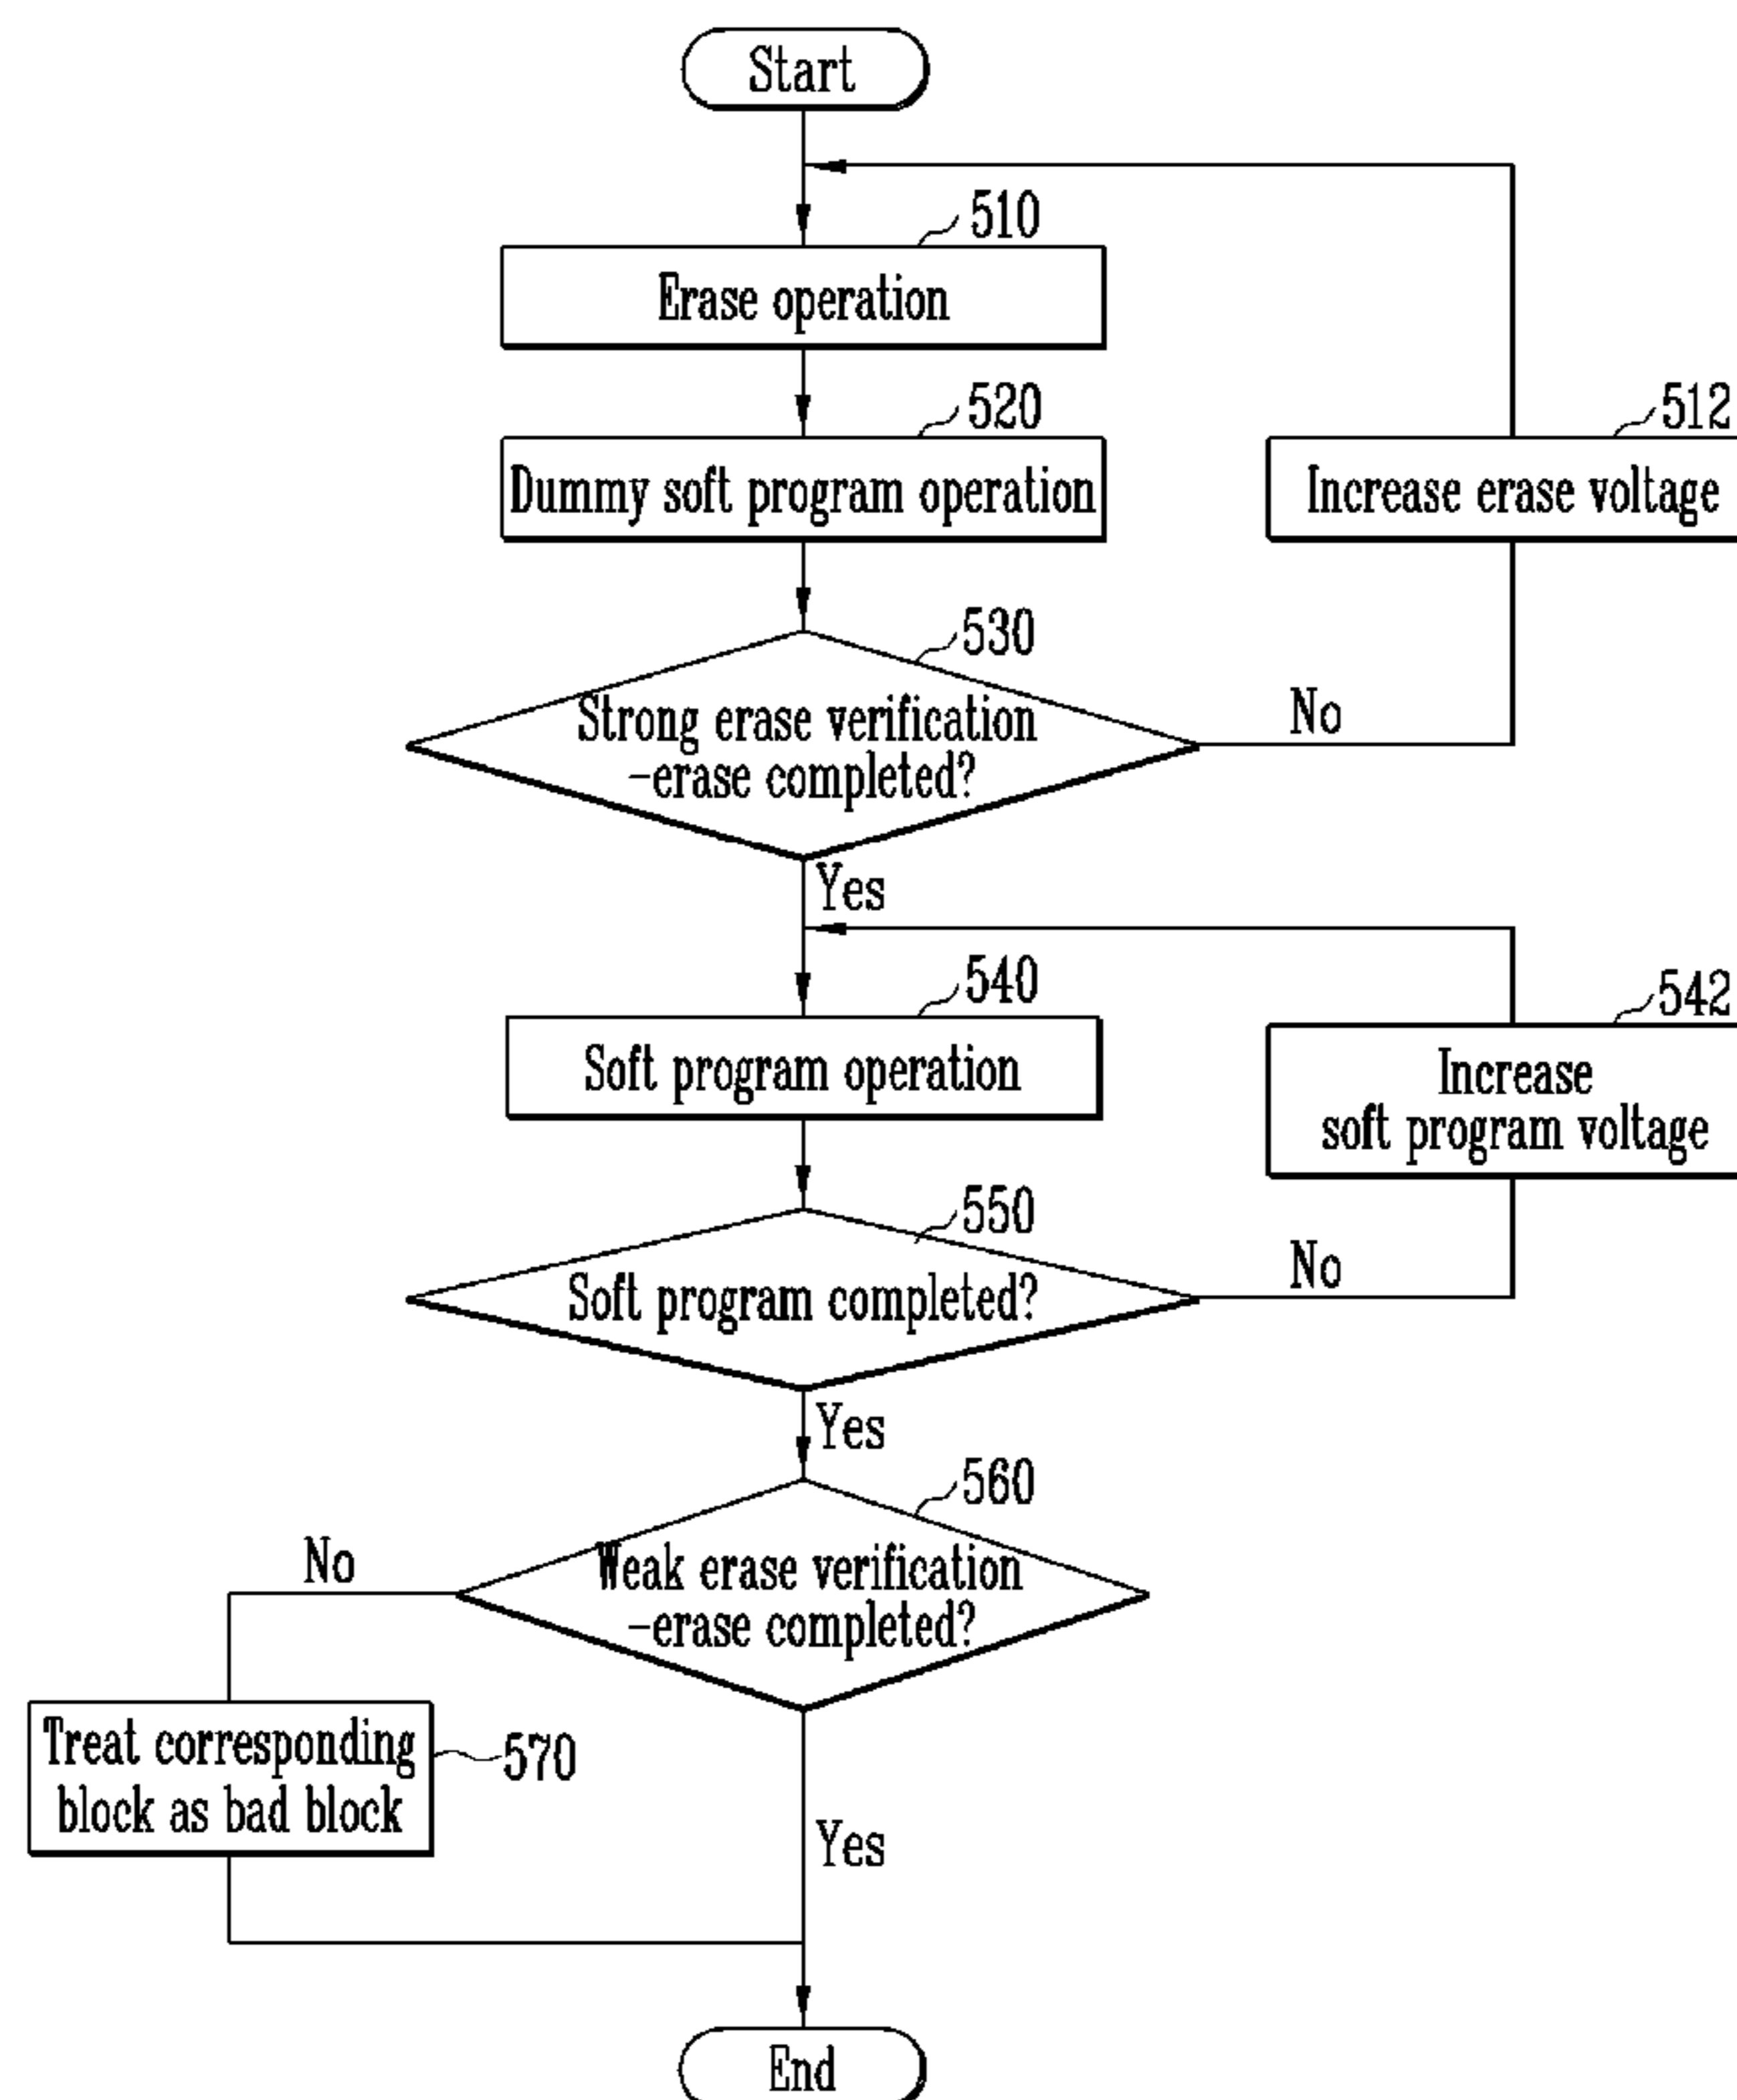 Start
510
Erase operation
520
Dummy soft program operation
512
Increase erase voltage
530
Strong erase verification
-erase completed?
No
Yes
540
Soft program operation
542
Increase
soft program voltage
550
Soft program completed?
No
Yes
560
Weak erase verification
-erase completed?
No
Treat corresponding
block as bad block
570
Yes
End